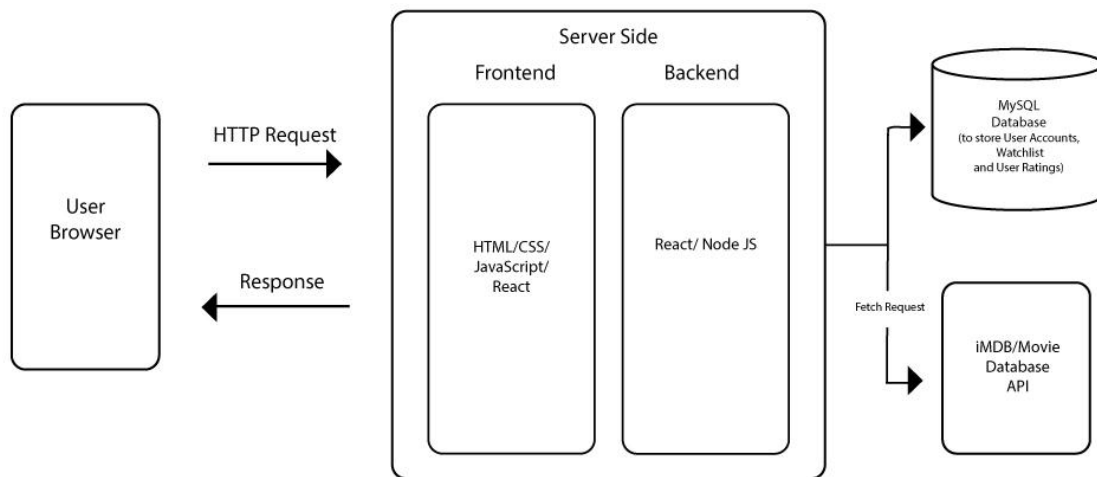 Server Side
Frontend
Backend
User
Browser
HTTP Request
Response
HTML/CSS/
JavaScript/
React
React/ Node JS
MySQL
Database
(to store User Accounts,
Watchlist
and User Ratings)
Fetch Request
iMDB/Movie
Database
API